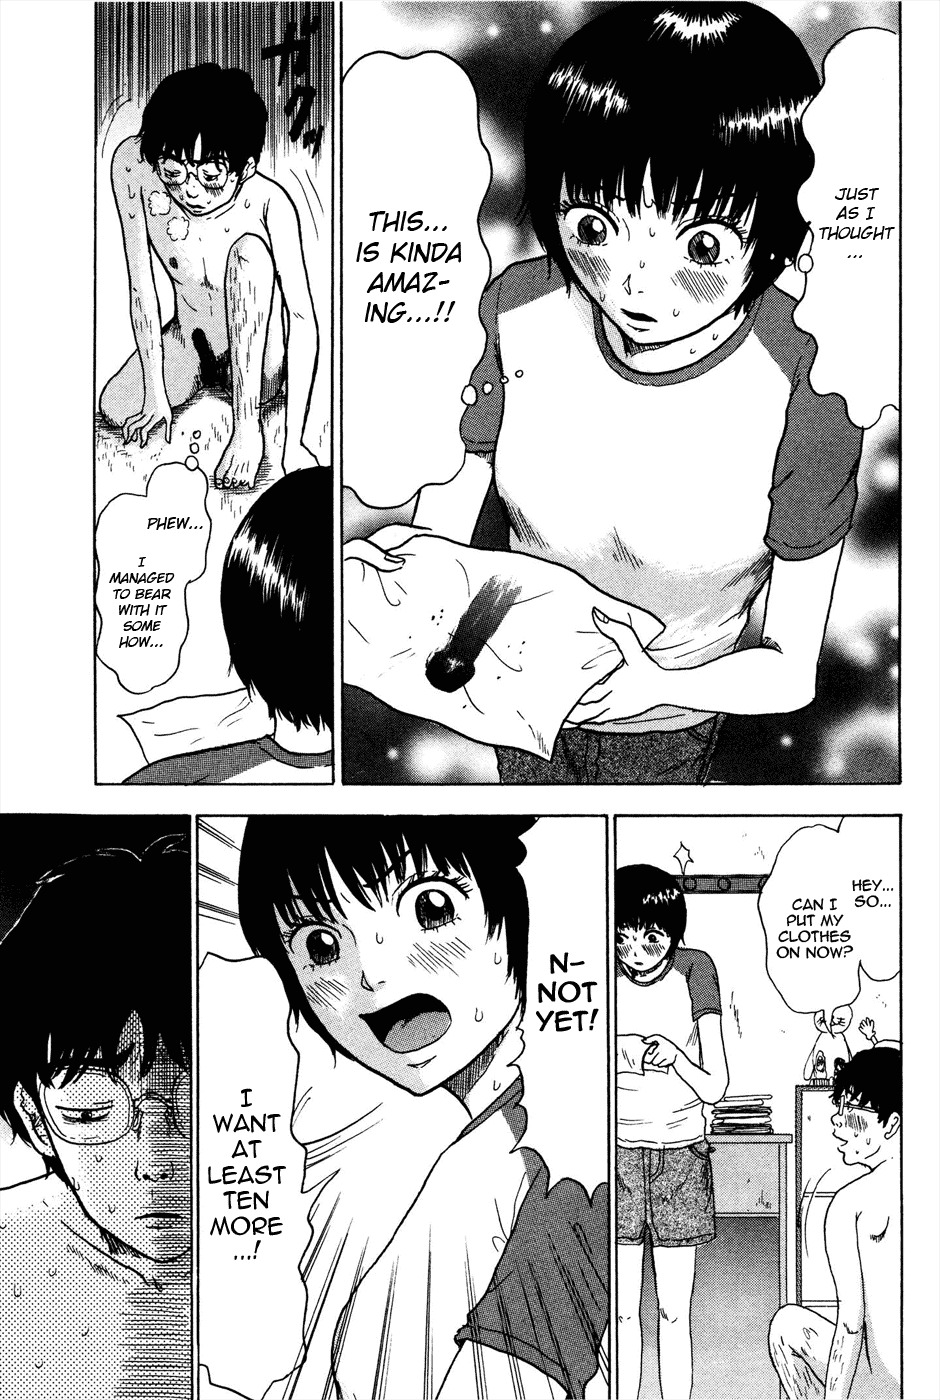 JUST
AS I
THOUGHT
...
THIS...
IS KINDA
AMAZ-
ING...!!
ガクッ
PHEW...
I
MANAGED
TO BEAR
WITH IT
SOME
HOW...
HEY...
SO...
CAN I
PUT MY
CLOTHES
ON NOW?
N-
NOT
YET!
I
WANT
AT
LEAST
TEN
MORE
...!